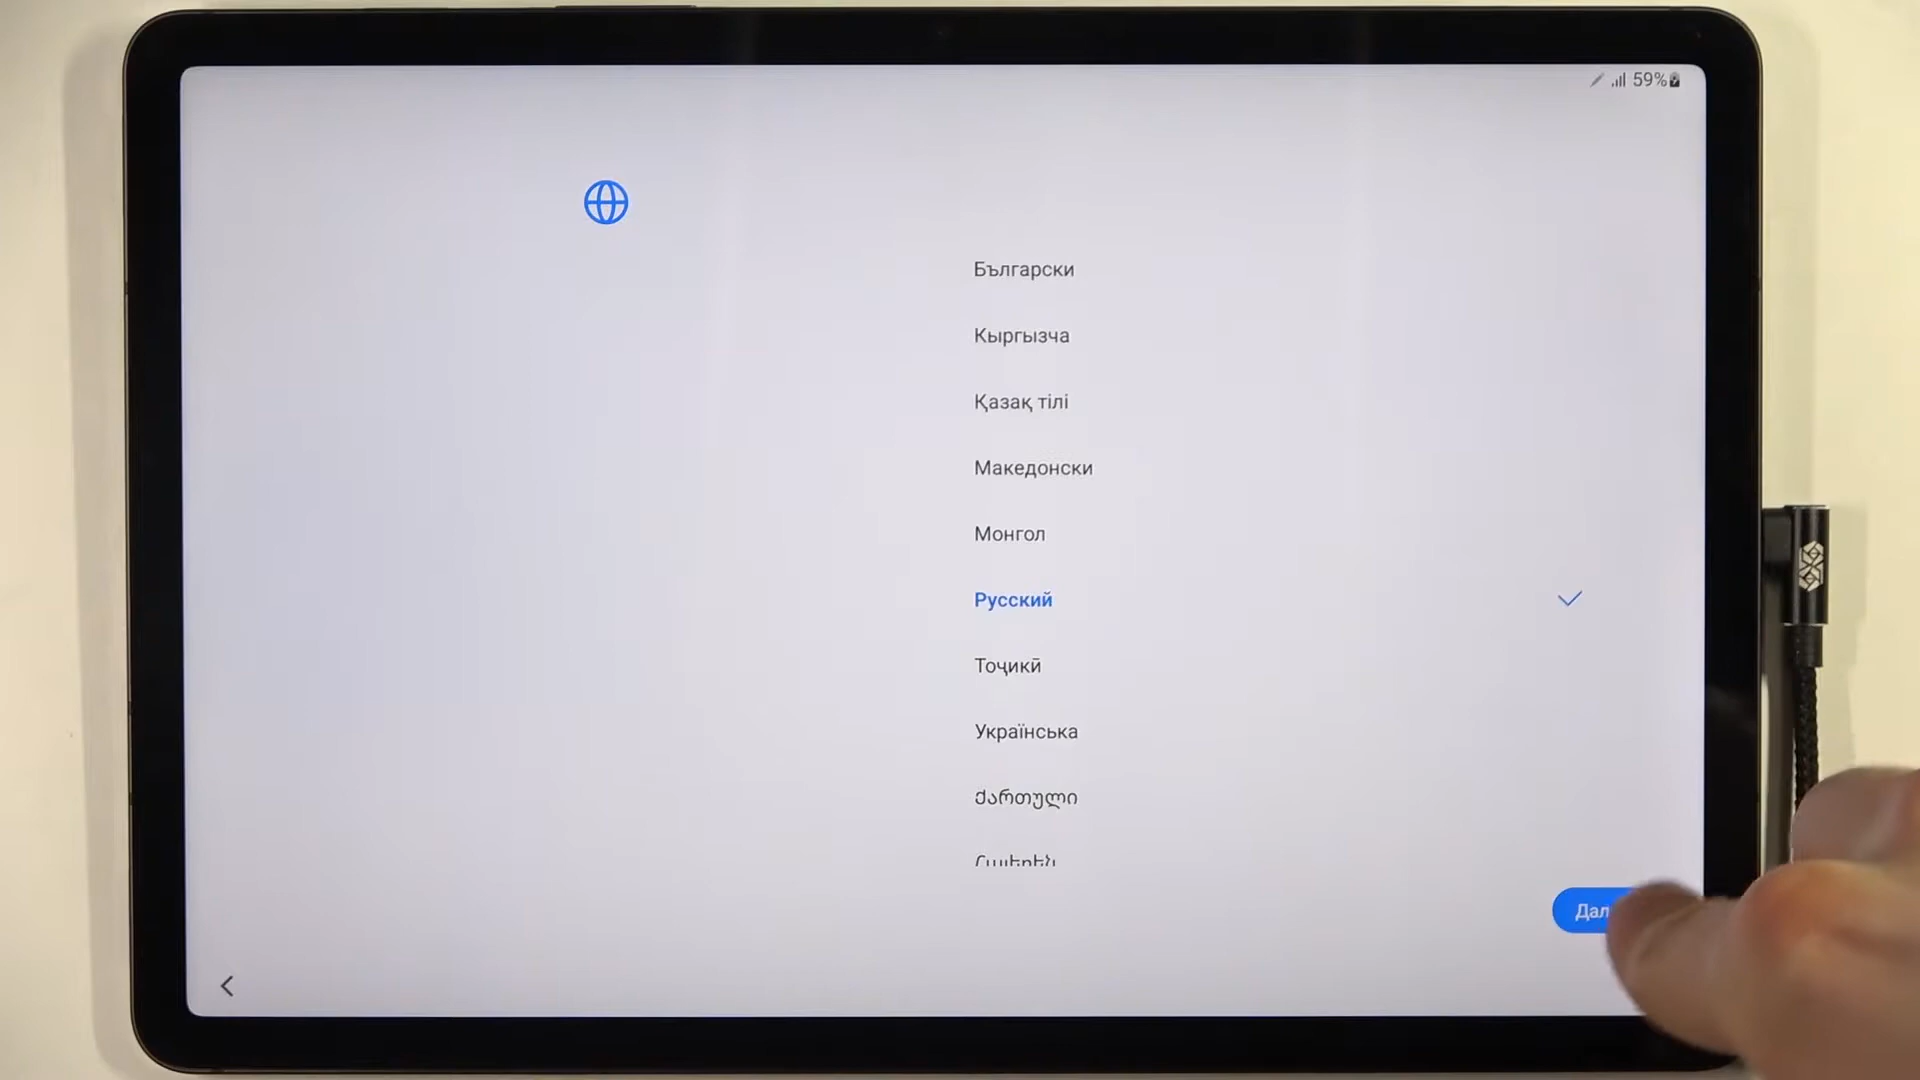 59%
Български
Кыргызча
Қазақ тілі
Македонски
Монгол
Русский
Тоҷикӣ
Українська
ქართული